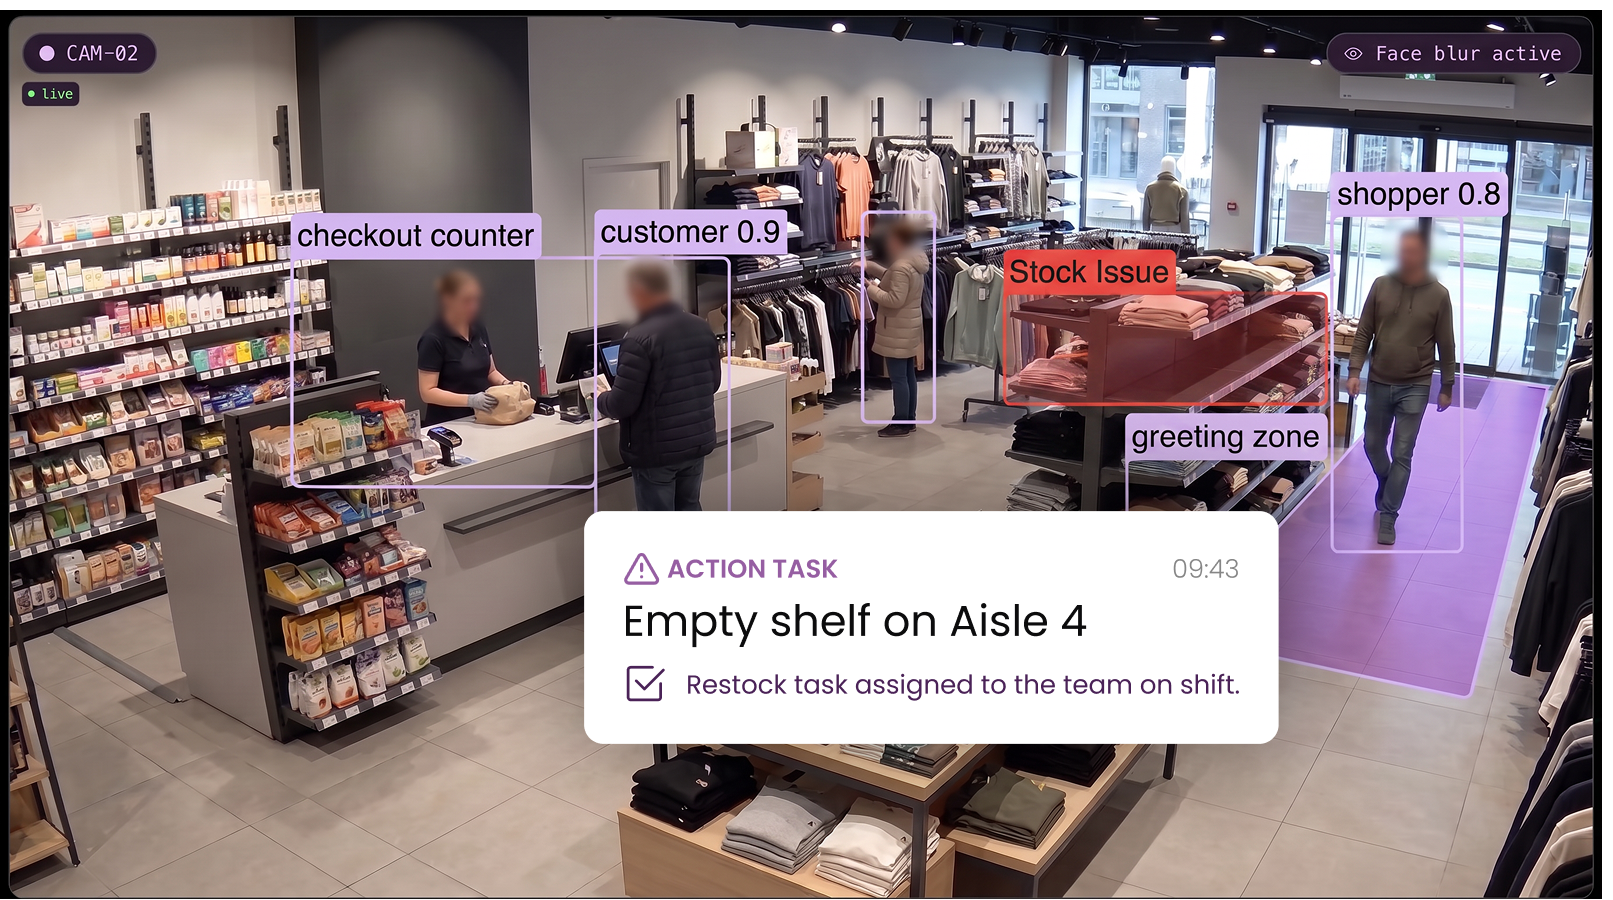 CAM-02
Face blur active
live
shopper 0.8
checkout counter
customer 0.9
Stock Issue
greeting zone
ACTION TASK
09:43
Empty shelf on Aisle 4
Restock task assigned to the team on shift.